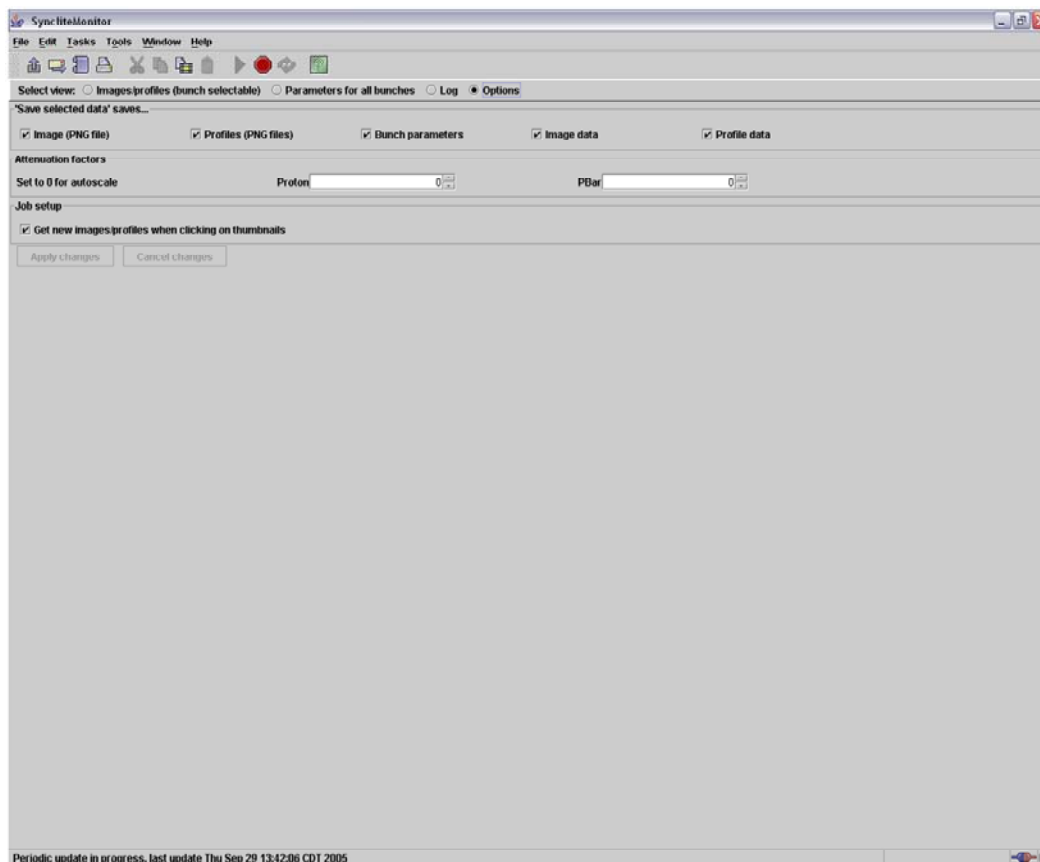 SyncliteMonitor
File Edit Tasks Tools Window Help
Select view: Images/profiles (bunch selectable) Parameters for all bunches Log Options
'Save selected data' saves...
Image (PNG file) Profiles (PNG files) Bunch parameters Image data Profile data
Attenuation factors
Set to 0 for autoscale Proton 0 PBar 0
Job setup
Get new images/profiles when clicking on thumbnails
Apply changes Cancel changes
Periodic update in progress, last update Thu Sep 29 13:42:06 CDT 2005